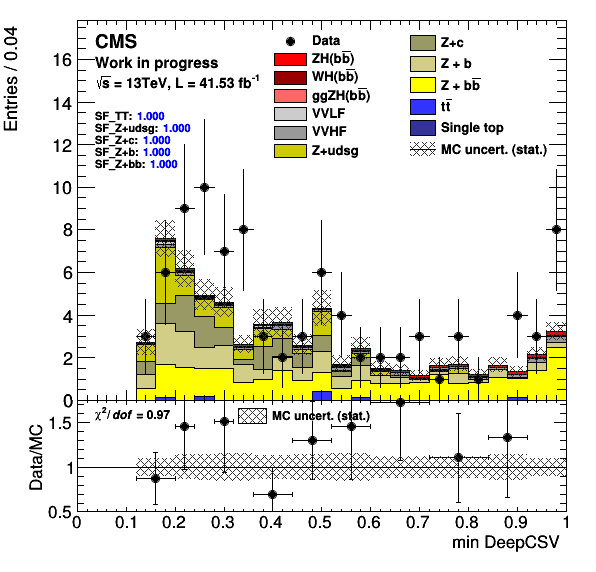 CMS
Work in progress
√s = 13TeV, L = 41.53 fb⁻¹
SF_TT: 1.000
SF_Z+udsg: 1.000
SF_Z+c: 1.000
SF_Z+b: 1.000
SF_Z+bb: 1.000
Data
ZH(bb̅)
WH(bb̅)
ggZH(bb̅)
VVLF
VVHF
Z+udsg
Z+c
Z + b
Z + bb̅
tt̅
Single top
MC uncert. (stat.)
Entries / 0.04
16
14
12
10
8
6
4
2
0
χ²/ dof = 0.97
MC uncert. (stat.)
Data/MC
1.5
1
0.5
0 0.1 0.2 0.3 0.4 0.5 0.6 0.7 0.8 0.9 1
min DeepCSV